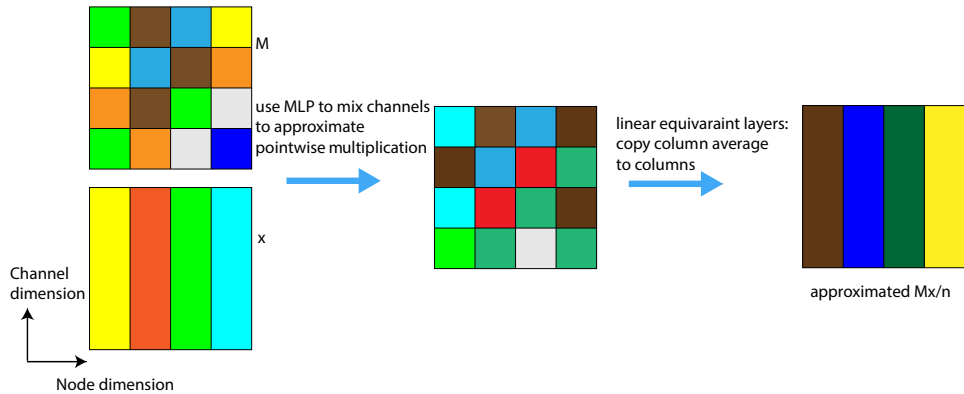 M
use MLP to mix channels
to approximate
pointwise multiplication
x
Channel
dimension
Node dimension
linear equivaraint layers:
copy column average
to columns
approximated Mx/n